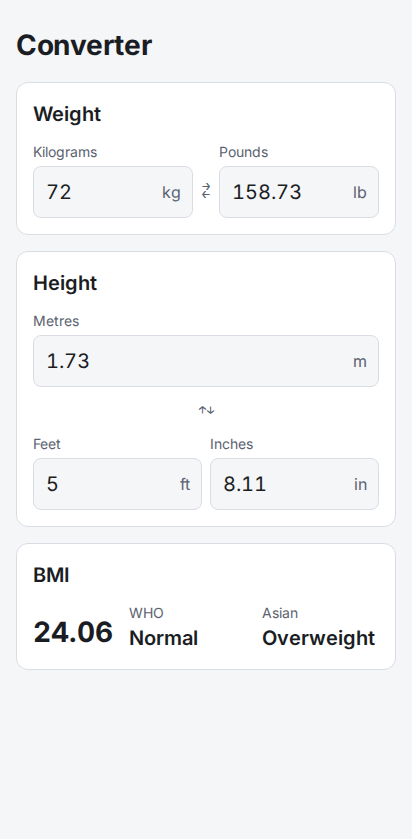 Converter
Weight
Kilograms Pounds
72 kg ⇄ 158.73 lb
Height
Metres
1.73 m
↑↓
Feet Inches
5 ft 8.11 in
BMI
WHO Asian
24.06 Normal Overweight